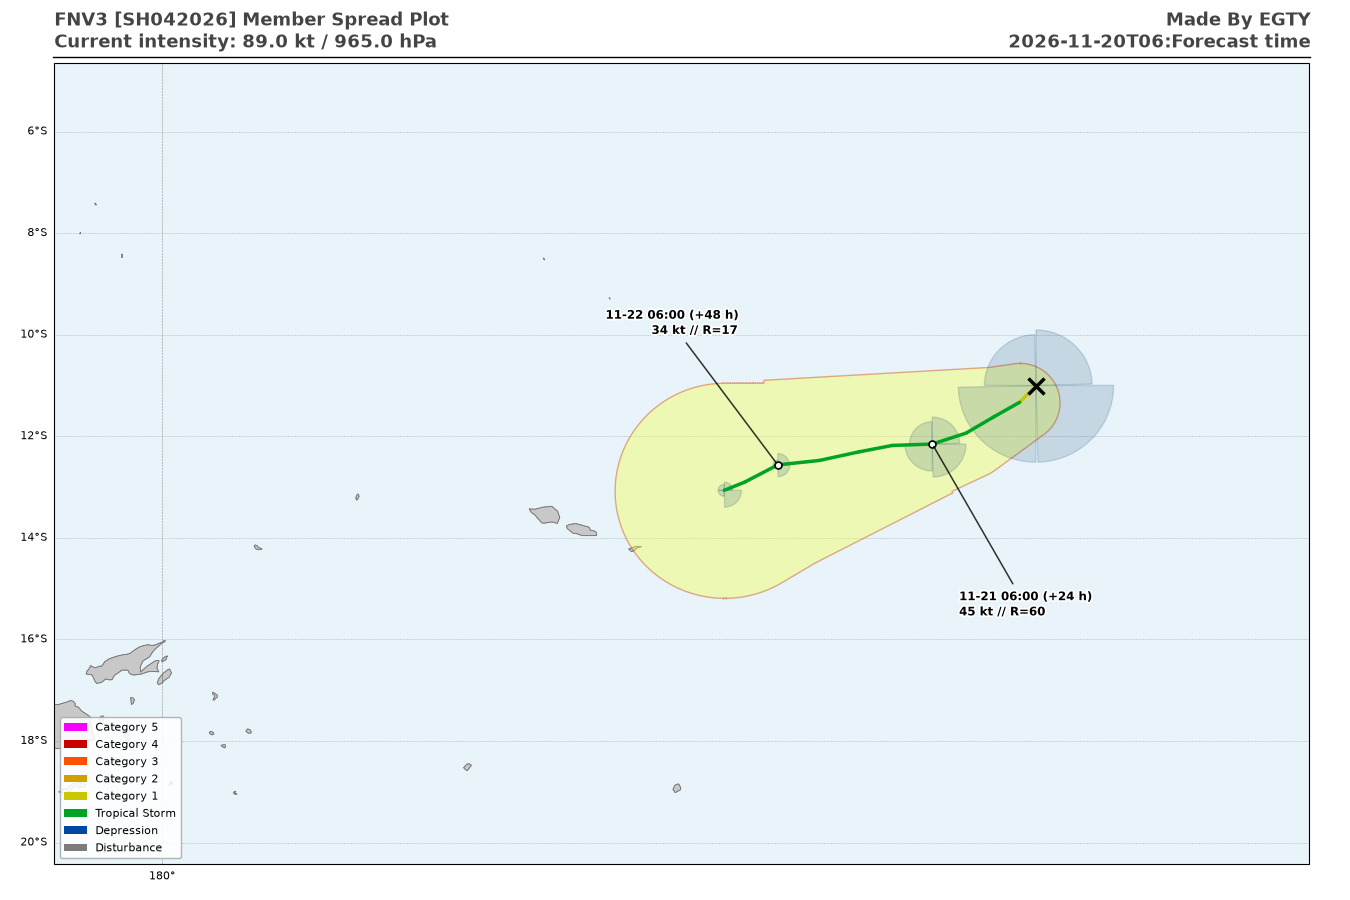 FNV3 [SH042026] Member Spread Plot
Made By EGTY
Current intensity: 89.0 kt / 965.0 hPa
2026-11-20T06:Forecast time
6°S
8°S
10°S
12°S
14°S
16°S
18°S
20°S
180°
11-22 06:00 (+48 h)
34 kt // R=17
11-21 06:00 (+24 h)
45 kt // R=60
Category 5
Category 4
Category 3
Category 2
Category 1
Tropical Storm
Depression
Disturbance